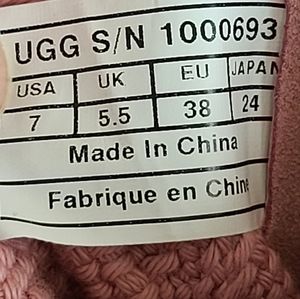 UGG S/N 1000693
USA UK EU JAPAN
7 5.5 38 24
Made In China
Fabrique en Chine